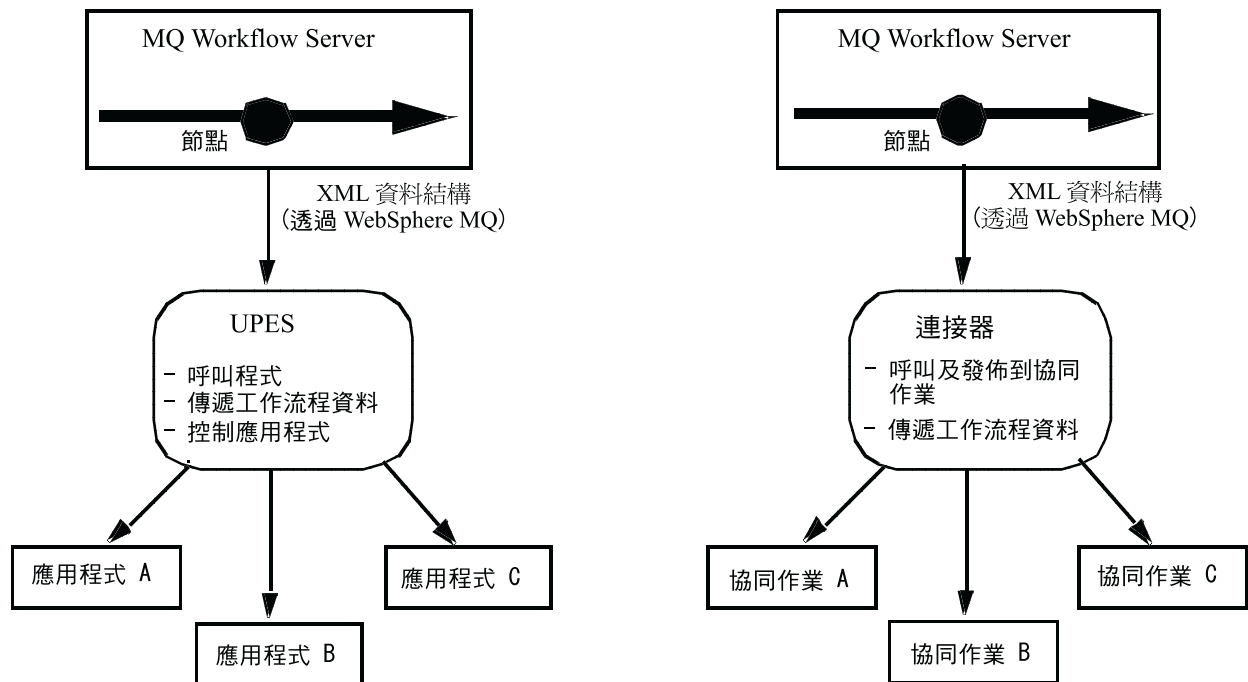 MQ Workflow Server
節點
XML 資料結構
(透過 WebSphere MQ)
UPES
- 呼叫程式
- 傳遞工作流程資料
- 控制應用程式
應用程式 A
應用程式 B
應用程式 C
MQ Workflow Server
節點
XML 資料結構
(透過 WebSphere MQ)
連接器
- 呼叫及發佈到協同
作業
- 傳遞工作流程資料
協同作業 A
協同作業 B
協同作業 C